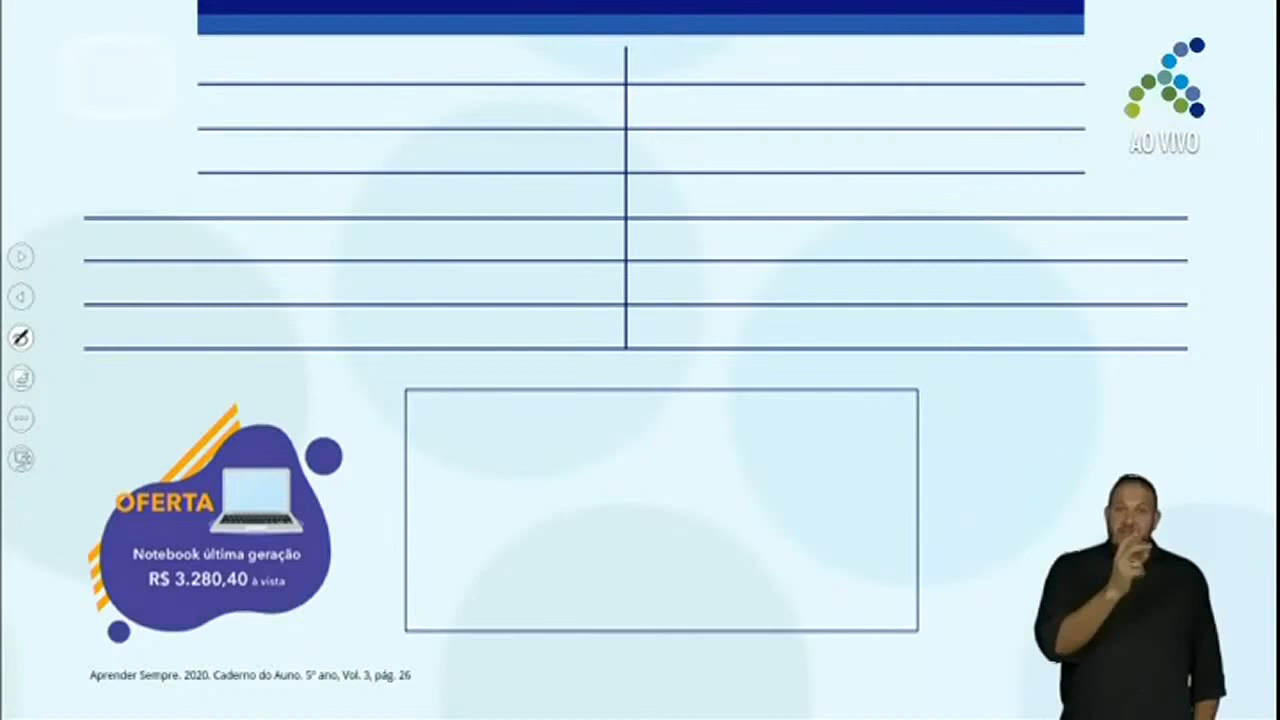 AO VIVO
OFERTA
Notebook última geração
R$ 3.280,40 à vista
Aprender Sempre. 2020. Caderno do Auno. 5º ano, Vol. 3, pág. 26